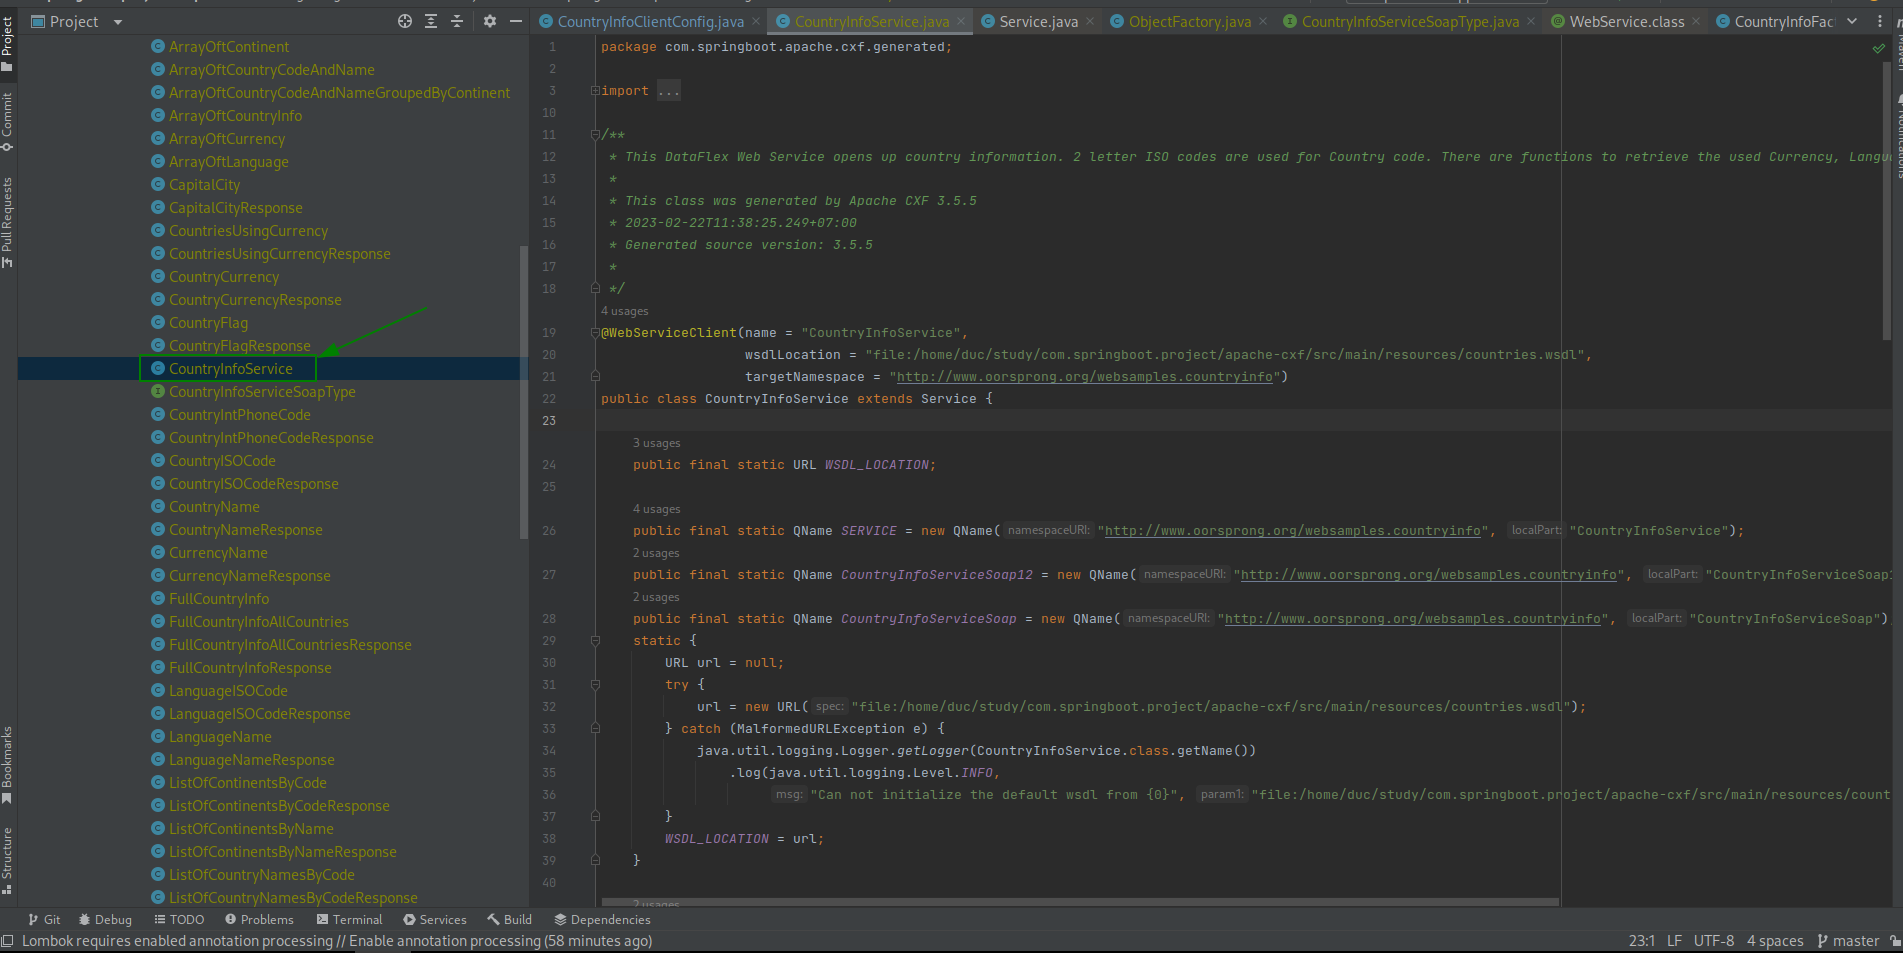 Project
CountryInfoClientConfig.java
CountryInfoService.java
Service.java
ObjectFactory.java
CountryInfoServiceSoapType.java
WebService.class
CountryInfoFac
Project
Commit
Pull Requests
Bookmarks
Structure
ArrayOftContinent
ArrayOftCountryCodeAndName
ArrayOftCountryCodeAndNameGroupedByContinent
ArrayOftCountryInfo
ArrayOftCurrency
ArrayOftLanguage
CapitalCity
CapitalCityResponse
CountriesUsingCurrency
CountriesUsingCurrencyResponse
CountryCurrency
CountryCurrencyResponse
CountryFlag
CountryFlagResponse
CountryInfoService
CountryInfoServiceSoapType
CountryIntPhoneCode
CountryIntPhoneCodeResponse
CountryISOCode
CountryISOCodeResponse
CountryName
CountryNameResponse
CurrencyName
CurrencyNameResponse
FullCountryInfo
FullCountryInfoAllCountries
FullCountryInfoAllCountriesResponse
FullCountryInfoResponse
LanguageISOCode
LanguageISOCodeResponse
LanguageName
LanguageNameResponse
ListOfContinentsByCode
ListOfContinentsByCodeResponse
ListOfContinentsByName
ListOfContinentsByNameResponse
ListOfCountryNamesByCode
ListOfCountryNamesByCodeResponse
1 package com.springboot.apache.cxf.generated;
2
3 import ...
10
11 /**
12 * This DataFlex Web Service opens up country information. 2 letter ISO codes are used for Country code. There are functions to retrieve the used Currency, Langu
13 *
14 * This class was generated by Apache CXF 3.5.5
15 * 2023-02-22T11:38:25.249+07:00
16 * Generated source version: 3.5.5
17 *
18 */
4 usages
19 @WebServiceClient(name = "CountryInfoService",
20 wsdlLocation = "file:/home/duc/study/com.springboot.project/apache-cxf/src/main/resources/countries.wsdl",
21 targetNamespace = "http://www.oorsprong.org/websamples.countryinfo")
22 public class CountryInfoService extends Service {
23
3 usages
24 public final static URL WSDL_LOCATION;
25
4 usages
26 public final static QName SERVICE = new QName( namespaceURI: "http://www.oorsprong.org/websamples.countryinfo", localPart: "CountryInfoService");
2 usages
27 public final static QName CountryInfoServiceSoap12 = new QName( namespaceURI: "http://www.oorsprong.org/websamples.countryinfo", localPart: "CountryInfoServiceSoap1
2 usages
28 public final static QName CountryInfoServiceSoap = new QName( namespaceURI: "http://www.oorsprong.org/websamples.countryinfo", localPart: "CountryInfoServiceSoap")
29 static {
30 URL url = null;
31 try {
32 url = new URL( spec: "file:/home/duc/study/com.springboot.project/apache-cxf/src/main/resources/countries.wsdl");
33 } catch (MalformedURLException e) {
34 java.util.logging.Logger.getLogger(CountryInfoService.class.getName())
35 .log(java.util.logging.Level.INFO,
36 msg: "Can not initialize the default wsdl from {0}", param1: "file:/home/duc/study/com.springboot.project/apache-cxf/src/main/resources/count
37 }
38 WSDL_LOCATION = url;
39 }
40
2 usages
Git Debug TODO Problems Terminal Services Build Dependencies
Lombok requires enabled annotation processing // Enable annotation processing (58 minutes ago)
23:1 LF UTF-8 4 spaces master